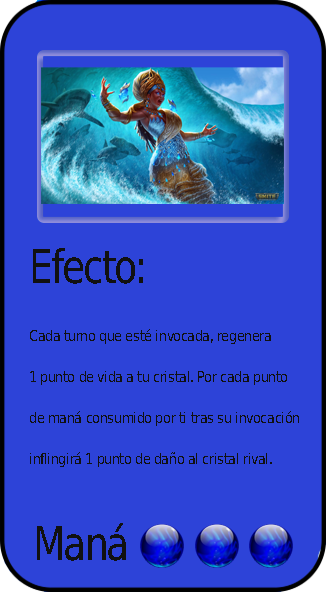 SMITE
Efecto:
Cada turno que esté invocada, regenera
1 punto de vida a tu cristal. Por cada punto
de maná consumido por ti tras su invocación
inflingirá 1 punto de daño al cristal rival.
Maná